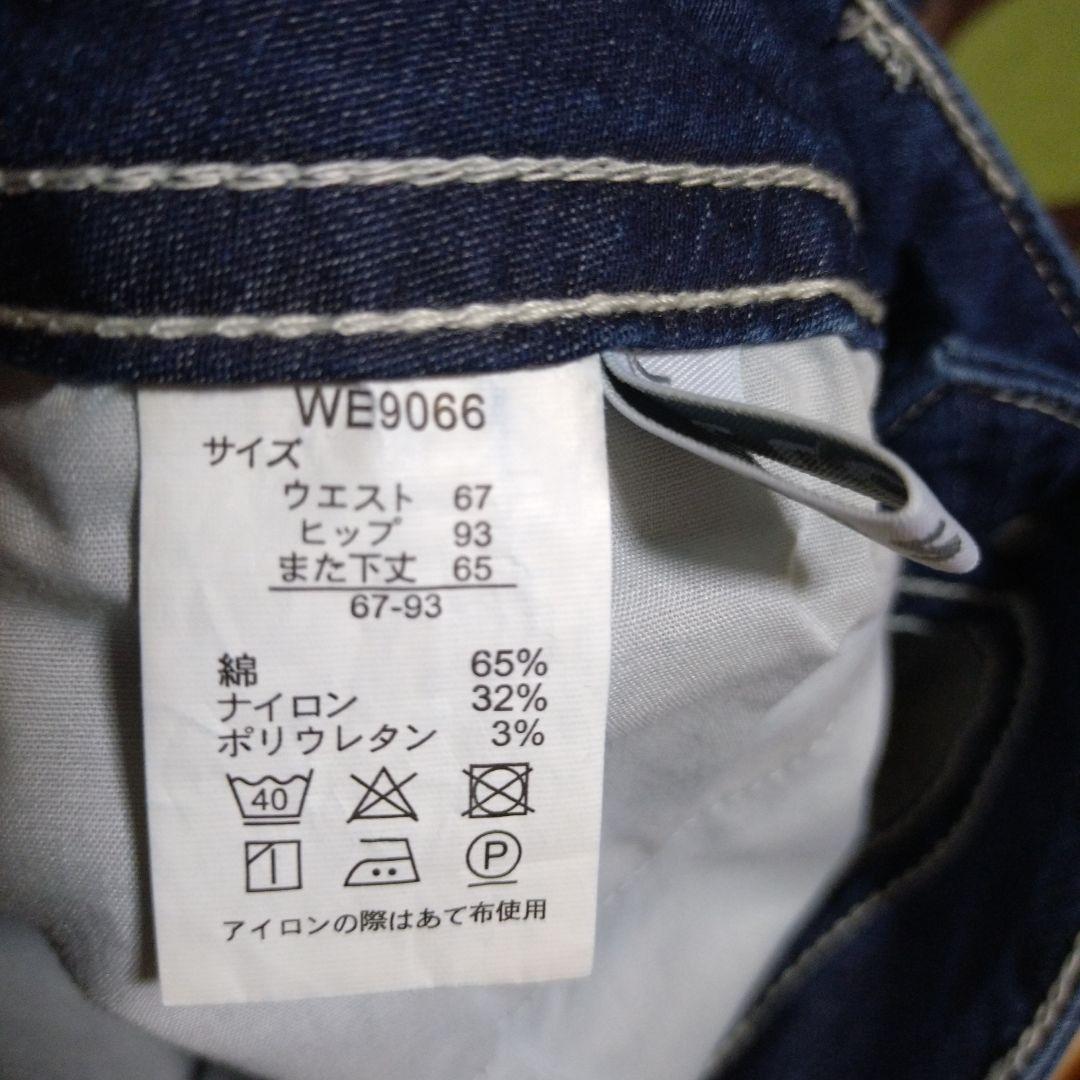 WE9066
サイズ
ウエスト 67
ヒップ 93
また下丈 65
67-93
綿 65%
ナイロン 32%
ポリウレタン 3%
40
P
アイロンの際はあて布使用